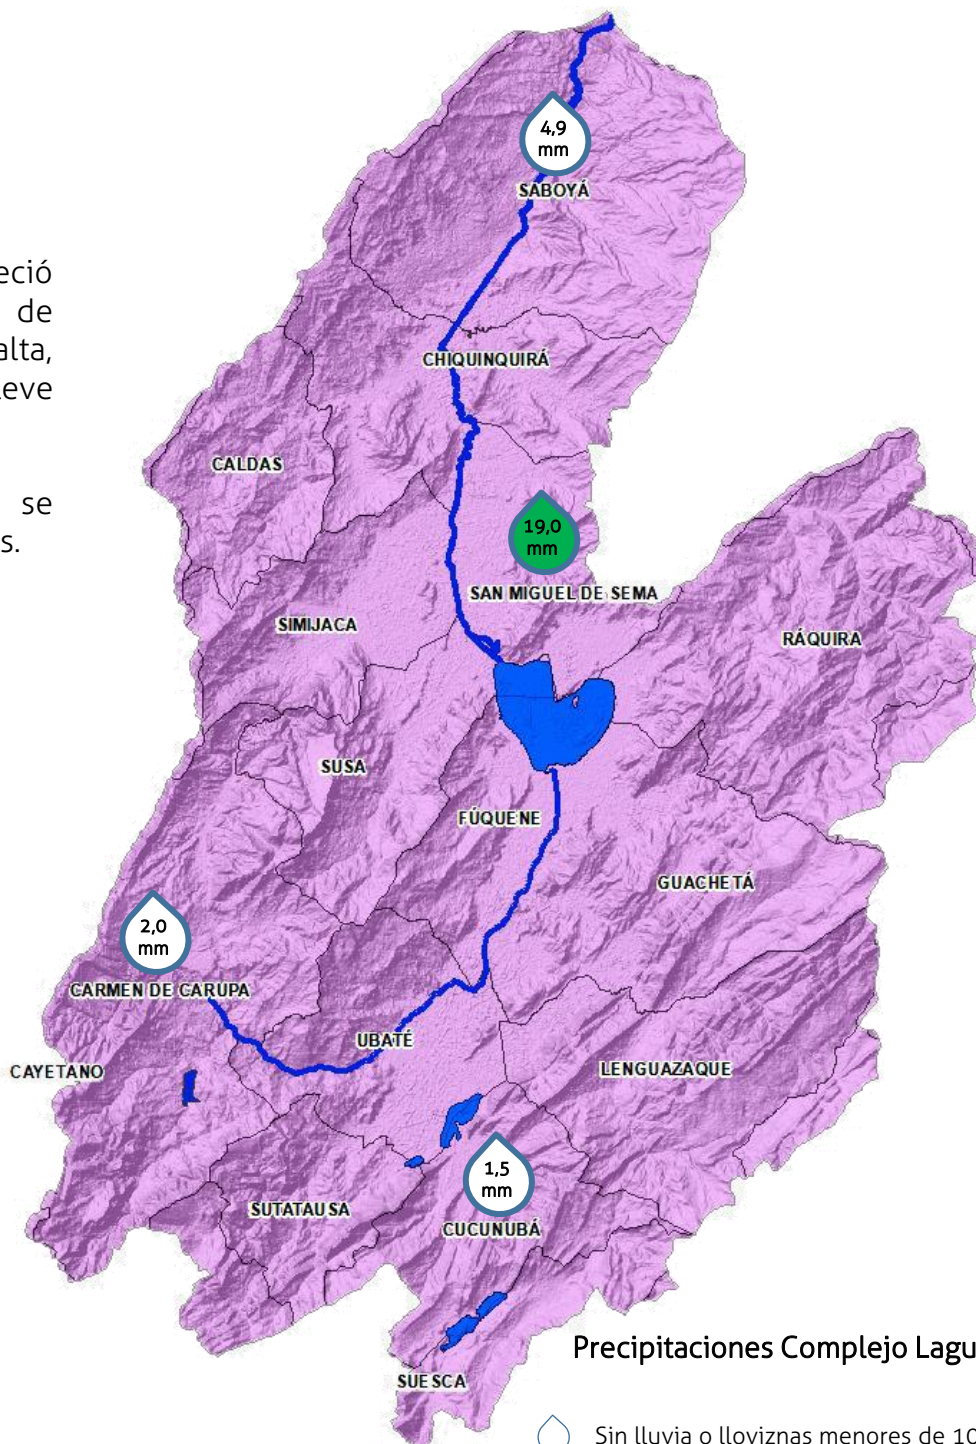 4,9
mm
SABOYÁ
eció
de
alta,
leve
CHIQUINQUIRÁ
CALDAS
se
s.
19,0
mm
SAN MIGUEL DE SEMA
SIMIJACA
RÁQUIRA
SUSA
FÚQUENE
GUACHETÁ
2,0
mm
CARMEN DE CARUPA
UBATÉ
CAYETANO
LENGUAZAQUE
1,5
mm
SUTATAUSA
CUCUNUBÁ
Precipitaciones Complejo Lagu
SUESCA
Sin lluvia o lloviznas menores de 10